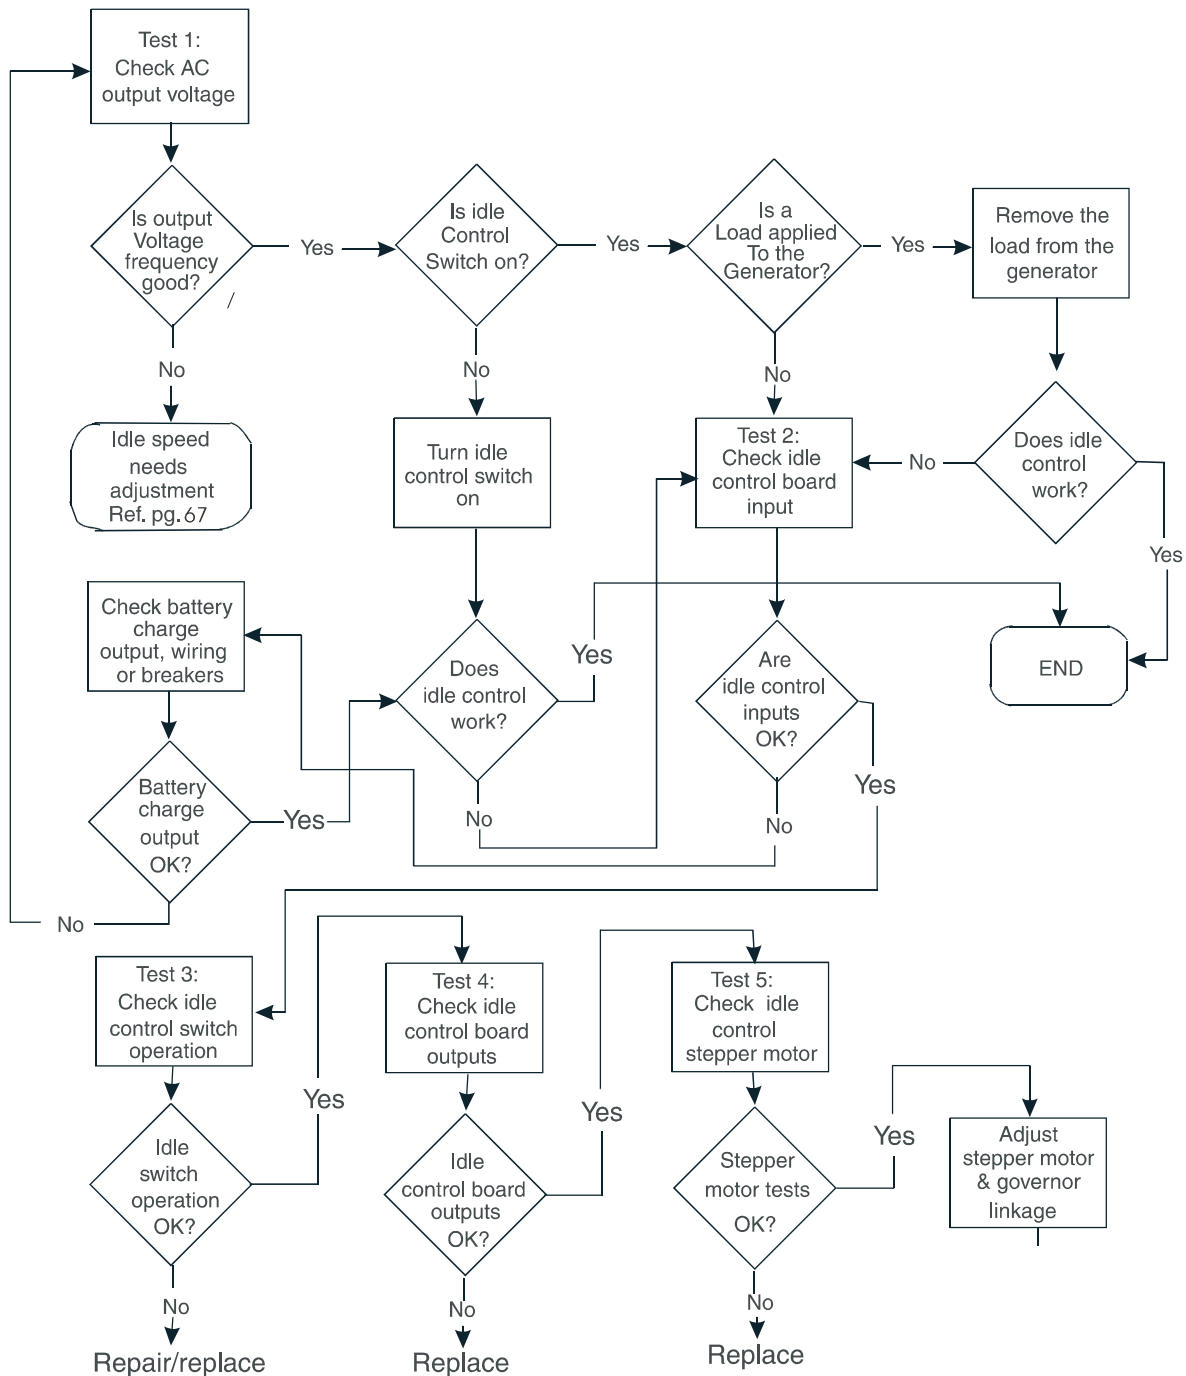 Test 1:
Check AC
output voltage
Is output
Voltage
frequency
good?
Yes
Is idle
Control
Switch on?
Yes
Is a
Load applied
To the
Generator?
Yes
Remove the
load from the
generator
No
No
No
Idle speed
needs
adjustment
Ref. pg. 67
Turn idle
control switch
on
Test 2:
Check idle
control board
input
No
Does idle
control
work?
Yes
Check battery
charge
output, wiring
or breakers
Does
idle control
work?
Yes
Are
idle control
inputs
OK?
END
Battery
charge
output
OK?
Yes
No
No
Yes
No
Test 3:
Check idle
control switch
operation
Test 4:
Check idle
control board
outputs
Test 5:
Check idle
control
stepper motor
Yes
Yes
Yes
Idle
switch
operation
OK?
Idle
control board
outputs
OK?
Stepper
motor tests
OK?
Adjust
stepper motor
& governor
linkage
No
No
No
Repair/replace
Replace
Replace